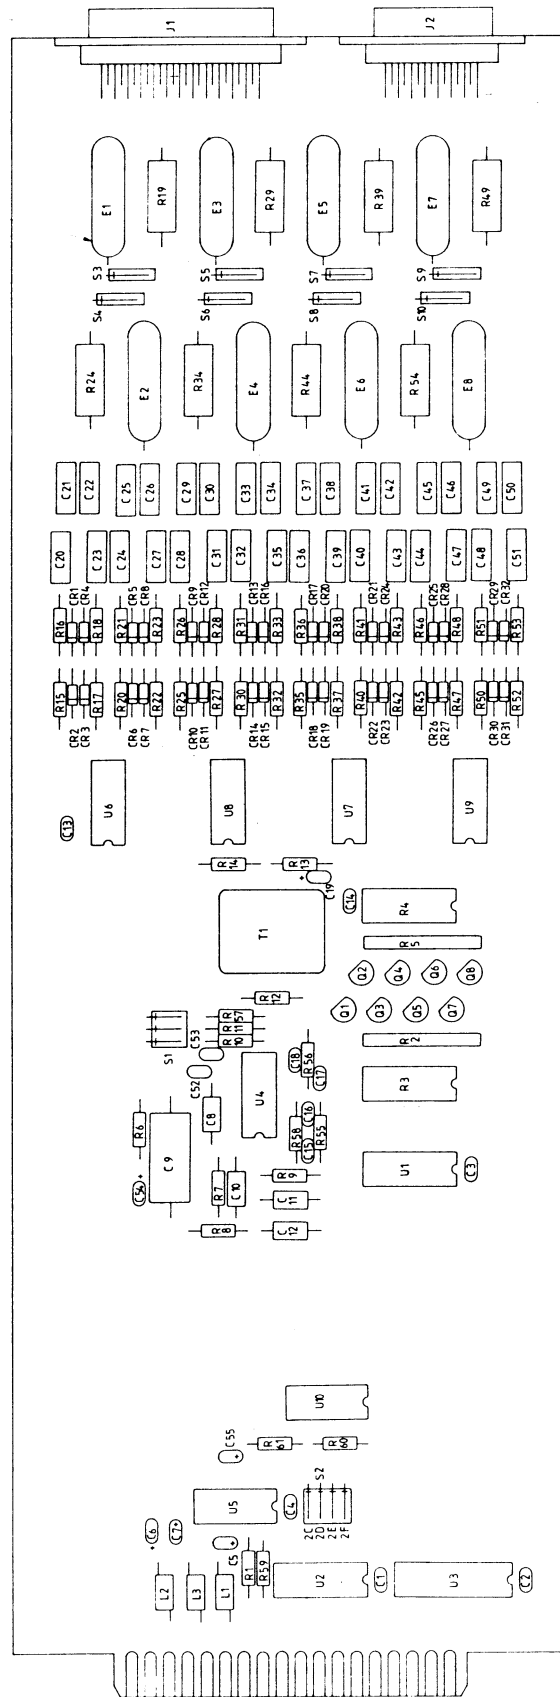 J1 J2
E1 R19 E3 R29 E5 R39 E7 R49
S3 S5 S7 S9
S4 S6 S8 S10
R24 E2 R34 E4 R44 E6 R54 E8
C21 C22 C25 C26 C29 C30 C33 C34 C37 C38 C41 C42 C45 C46 C49 C50
C20 C23 C24 C27 C28 C31 C32 C35 C36 C39 C40 C43 C44 C47 C48 C51
CR1 CR4 CR5 CR8 CR9 CR12 CR13 CR16 CR17 CR20 CR21 CR24 CR25 CR28 CR29 CR32
R16 R18 R21 R23 R26 R28 R31 R33 R36 R38 R41 R43 R46 R48 R51 R53
R15 R17 R20 R22 R25 R27 R30 R32 R35 R37 R40 R42 R45 R47 R50 R52
CR2 CR3 CR6 CR7 CR10 CR11 CR14 CR15 CR18 CR19 CR22 CR23 CR26 CR27 CR30 CR31
C13 U6 U8 U7 U9
R14 R13
+ C19
T1 C14 R4
R5
Q2 Q4 Q6 Q8
R12 Q1 Q3 Q5 Q7
S1 C53 R57 R11 R10
C52 C18 R56 C17 R2
U4 R3
R6 C8 C9 R58 C15 C16 R55
C54 + R7 C10 R9 U1 C3
C11
R8 C12
U10
C55 + R61 R60
U5 C4 S2
2C 2D 2E 2F
+ C6 C7 +
C5 +
L2 L3 L1 R1 R59 U2 C1 U3 C2